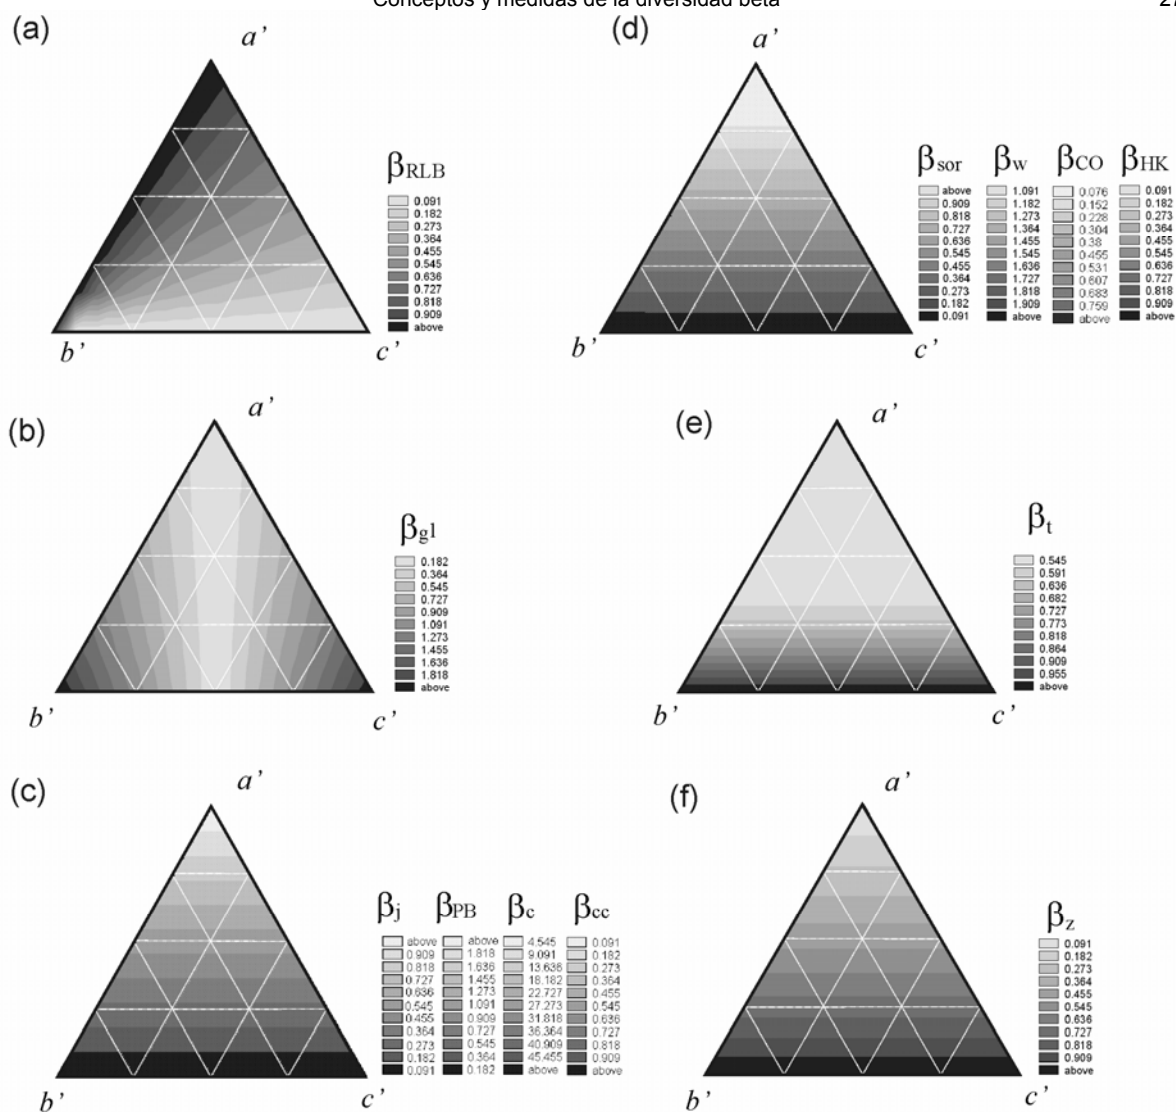 Conceptos y medidas de la diversidad beta
(a)
a'
b'
c'
βRLB
0.091
0.182
0.273
0.364
0.455
0.545
0.636
0.727
0.818
0.909
above
(d)
a'
b'
c'
βsor βw βCO βHK
above 1.091 0.076 0.091
0.909 1.182 0.152 0.182
0.818 1.273 0.228 0.273
0.727 1.364 0.304 0.364
0.636 1.455 0.38 0.455
0.545 1.545 0.455 0.545
0.455 1.636 0.531 0.636
0.364 1.727 0.607 0.727
0.273 1.818 0.683 0.818
0.182 1.909 0.759 0.909
0.091 above above above
(b)
a'
b'
c'
βgl
0.182
0.364
0.545
0.727
0.909
1.091
1.273
1.455
1.636
1.818
above
(e)
a'
b'
c'
βt
0.545
0.591
0.636
0.682
0.727
0.773
0.818
0.864
0.909
0.955
above
(c)
a'
b'
c'
βj βPB βc βcc
above above 4.545 0.091
0.909 1.818 9.091 0.182
0.818 1.636 13.636 0.273
0.727 1.455 18.182 0.364
0.636 1.273 22.727 0.455
0.545 1.091 27.273 0.545
0.455 0.909 31.818 0.636
0.364 0.727 36.364 0.727
0.273 0.545 40.909 0.818
0.182 0.364 45.455 0.909
0.091 0.182 above above
(f)
a'
b'
c'
βz
0.091
0.182
0.273
0.364
0.455
0.545
0.636
0.727
0.818
0.909
above